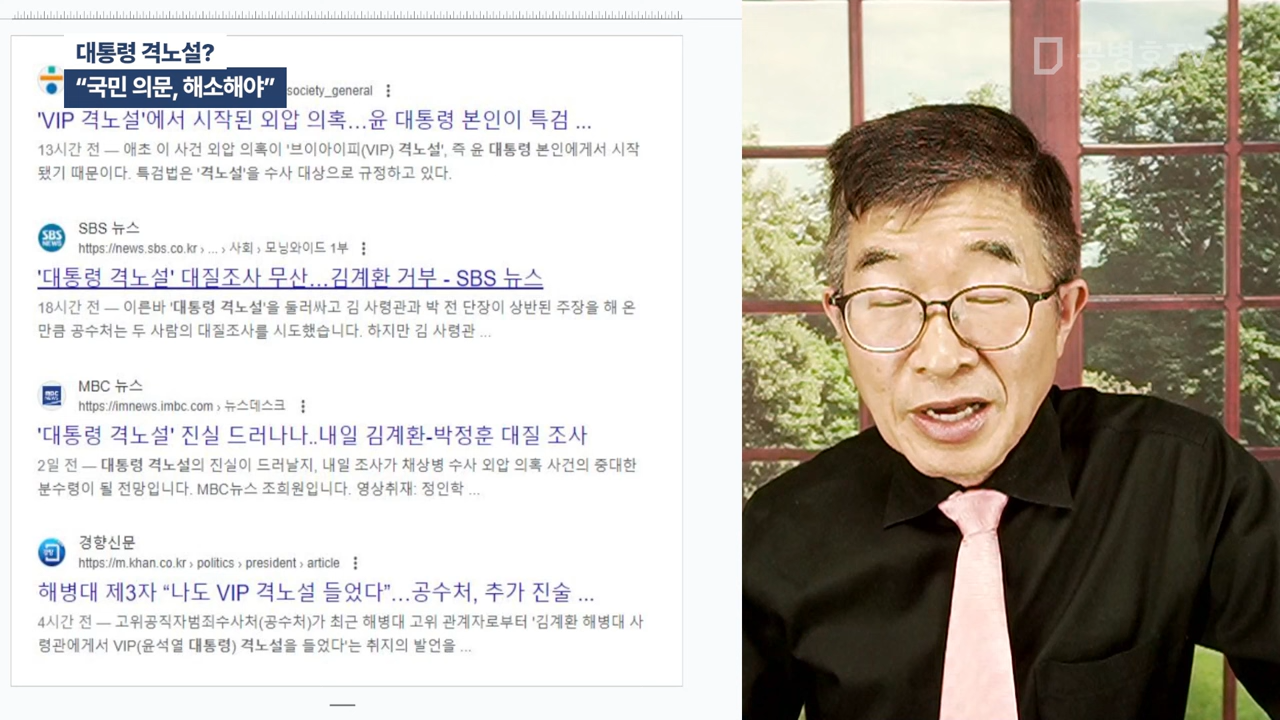 대통령 격노설?
“국민 의문, 해소해야”
society_general
'VIP 격노설'에서 시작된 외압 의혹…윤 대통령 본인이 특검 ...
13시간 전 — 애초 이 사건 외압 의혹이 '브이아이피(VIP) 격노설', 즉 윤 대통령 본인에게서 시작
됐기 때문이다. 특검법은 '격노설'을 수사 대상으로 규정하고 있다.
SBS NEWS
SBS 뉴스
https://news.sbs.co.kr › ... › 사회 › 모닝와이드 1부
'대통령 격노설' 대질조사 무산…김계환 거부 - SBS 뉴스
18시간 전 — 이른바 '대통령 격노설'을 둘러싸고 김 사령관과 박 전 단장이 상반된 주장을 해 온
만큼 공수처는 두 사람의 대질조사를 시도했습니다. 하지만 김 사령관 ...
MBC 뉴스
https://imnews.imbc.com › 뉴스데스크
'대통령 격노설' 진실 드러나나..내일 김계환-박정훈 대질 조사
2일 전 — 대통령 격노설의 진실이 드러날지, 내일 조사가 채상병 수사 외압 의혹 사건의 중대한
분수령이 될 전망입니다. MBC뉴스 조희원입니다. 영상취재: 정인학 ...
경향신문
https://m.khan.co.kr › politics › president › article
해병대 제3자 “나도 VIP 격노설 들었다”…공수처, 추가 진술 ...
4시간 전 — 고위공직자범죄수사처(공수처)가 최근 해병대 고위 관계자로부터 '김계환 해병대 사
령관에게서 VIP(윤석열 대통령) 격노설을 들었다'는 취지의 발언을 ...
공병호TV